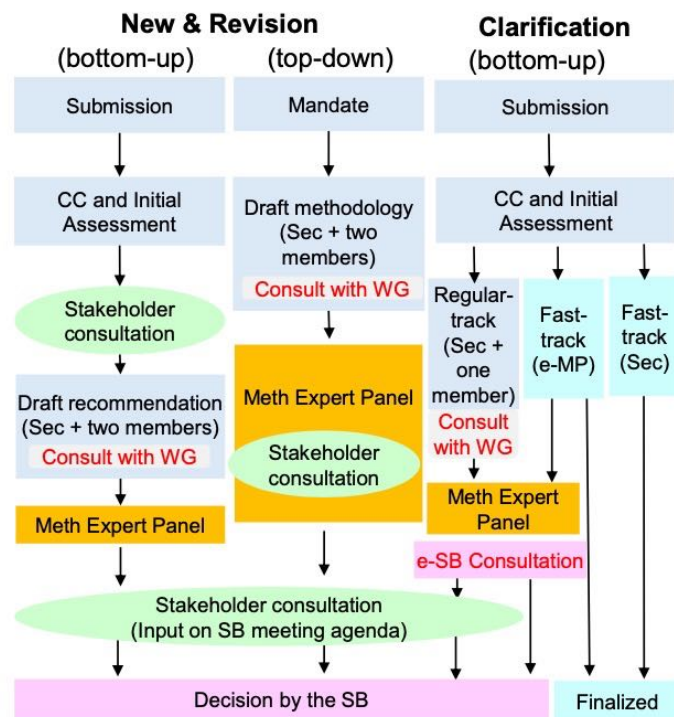 New & Revision
Clarification
(bottom-up)
(top-down)
(bottom-up)
Submission
Mandate
Submission
CC and Initial
Assessment
Draft methodology
(Sec + two
members)
Consult with WG
CC and Initial
Assessment
Stakeholder
consultation
Regular-
track
(Sec +
one
member)
Consult
with WG
Fast-
track
(e-MP)
Fast-
track
(Sec)
Draft recommendation
(Sec + two members)
Consult with WG
Meth Expert Panel
Stakeholder
consultation
Meth Expert Panel
Meth Expert
Panel
e-SB Consultation
Stakeholder consultation
(Input on SB meeting agenda)
Decision by the SB
Finalized